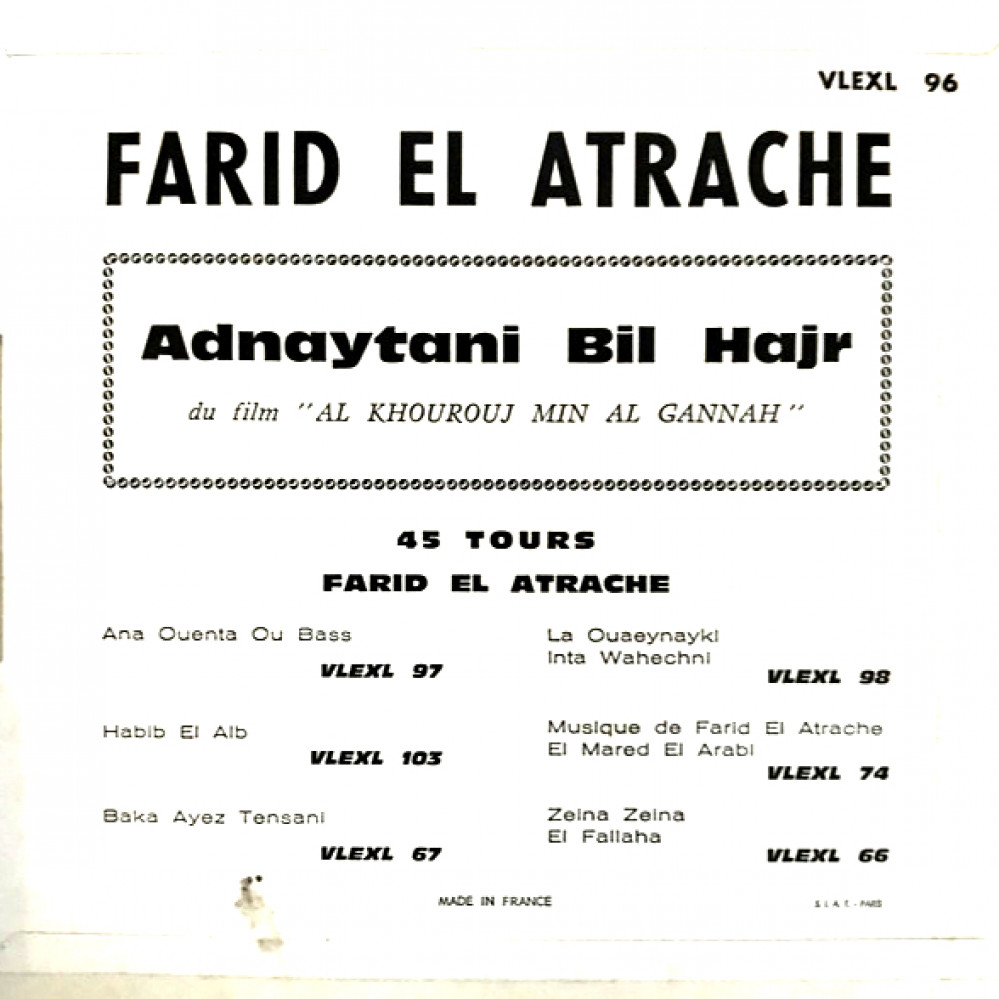 VLEXL 96
FARID EL ATRACHE
Adnaytani Bil Hajr
du film "AL KHOUROUJ MIN AL GANNAH"
45 TOURS
FARID EL ATRACHE
Ana Ouenta Ou Bass
VLEXL 97
La Ouaeynayki
Inta Wahechni
VLEXL 98
Habib El Alb
VLEXL 103
Musique de Farid El Atrache
El Mared El Arabi
VLEXL 74
Baka Ayez Tensani
VLEXL 67
Zeina Zeina
El Fallaha
VLEXL 66
MADE IN FRANCE
S.I.A.T. - PARIS